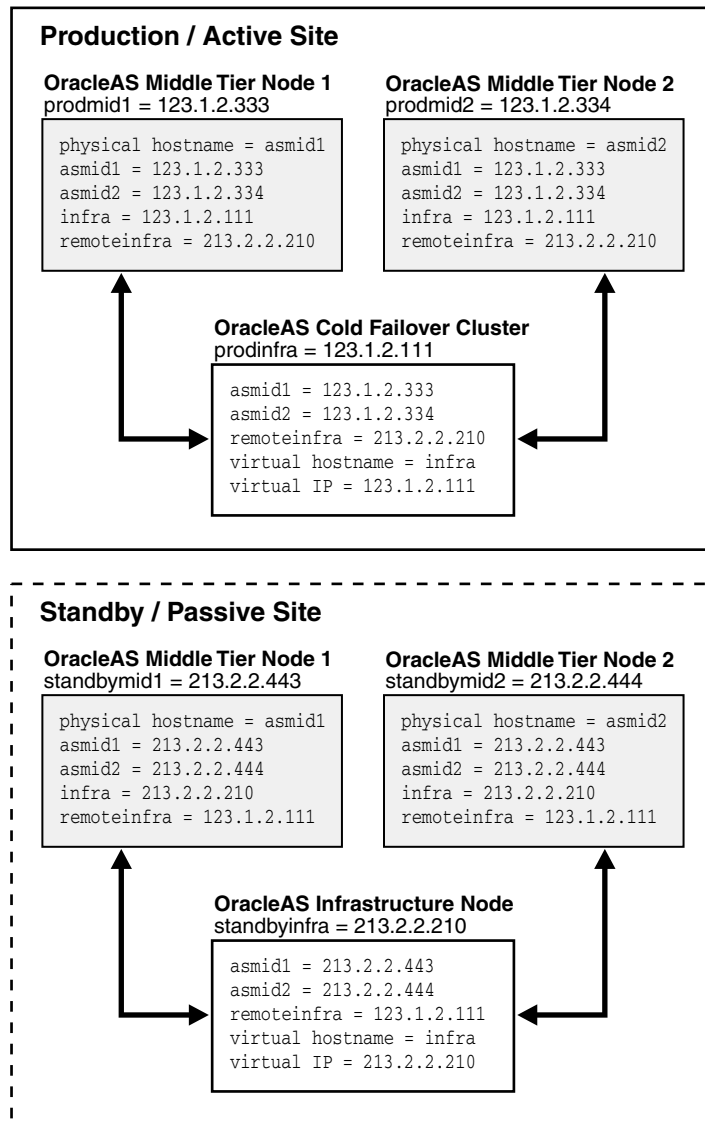 Production / Active Site
OracleAS Middle Tier Node 1
prodmid1 = 123.1.2.333
physical hostname = asmid1
asmid1 = 123.1.2.333
asmid2 = 123.1.2.334
infra = 123.1.2.111
remoteinfra = 213.2.2.210
OracleAS Middle Tier Node 2
prodmid2 = 123.1.2.334
physical hostname = asmid2
asmid1 = 123.1.2.333
asmid2 = 123.1.2.334
infra = 123.1.2.111
remoteinfra = 213.2.2.210
OracleAS Cold Failover Cluster
prodinfra = 123.1.2.111
asmid1 = 123.1.2.333
asmid2 = 123.1.2.334
remoteinfra = 213.2.2.210
virtual hostname = infra
virtual IP = 123.1.2.111
Standby / Passive Site
OracleAS Middle Tier Node 1
standbymid1 = 213.2.2.443
physical hostname = asmid1
asmid1 = 213.2.2.443
asmid2 = 213.2.2.444
infra = 213.2.2.210
remoteinfra = 123.1.2.111
OracleAS Middle Tier Node 2
standbymid2 = 213.2.2.444
physical hostname = asmid2
asmid1 = 213.2.2.443
asmid2 = 213.2.2.444
infra = 213.2.2.210
remoteinfra = 123.1.2.111
OracleAS Infrastructure Node
standbyinfra = 213.2.2.210
asmid1 = 213.2.2.443
asmid2 = 213.2.2.444
remoteinfra = 123.1.2.111
virtual hostname = infra
virtual IP = 213.2.2.210